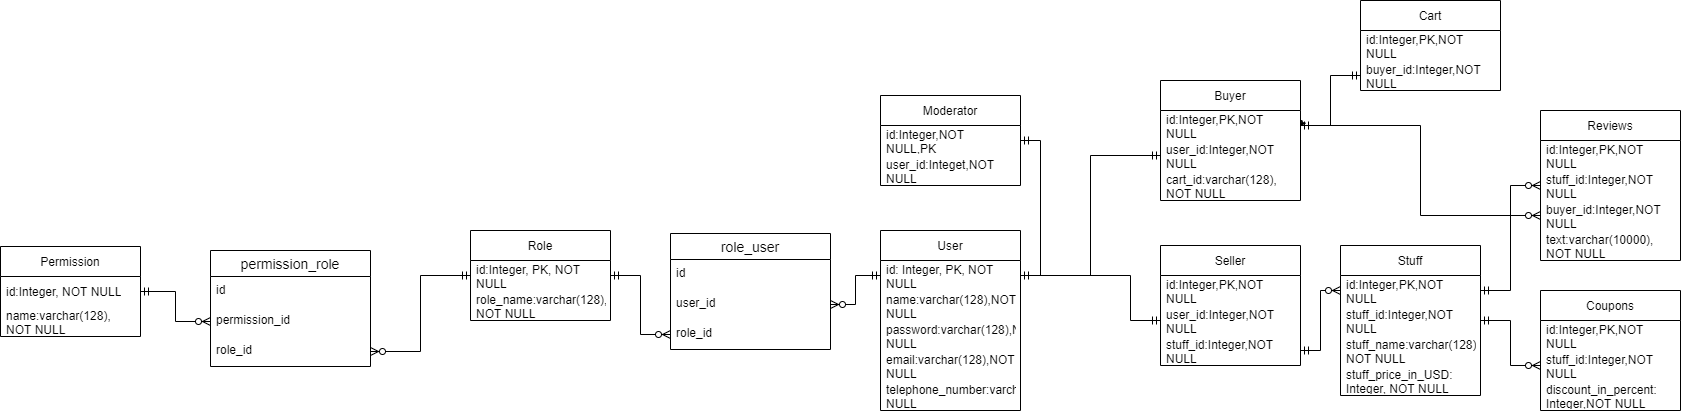 Permission
id:Integer, NOT NULL
name:varchar(128),
NOT NULL
permission_role
id
permission_id
role_id
Role
id:Integer, PK, NOT
NULL
role_name:varchar(128),
NOT NULL
role_user
id
user_id
role_id
Moderator
id:Integer,NOT
NULL,PK
user_id:Integet,NOT
NULL
User
id: Integer, PK, NOT
NULL
name:varchar(128),NOT
NULL
password:varchar(128),N
NULL
email:varchar(128),NOT
NULL
telephone_number:varch
NULL
Buyer
id:Integer,PK,NOT
NULL
user_id:Integer,NOT
NULL
cart_id:varchar(128),
NOT NULL
Seller
id:Integer,PK,NOT
NULL
user_id:Integer,NOT
NULL
stuff_id:Integer,NOT
NULL
Cart
id:Integer,PK,NOT
NULL
buyer_id:Integer,NOT
NULL
Stuff
id:Integer,PK,NOT
NULL
stuff_id:Integer,NOT
NULL
stuff_name:varchar(128)
NOT NULL
stuff_price_in_USD:
Integer, NOT NULL
Reviews
id:Integer,PK,NOT
NULL
stuff_id:Integer,NOT
NULL
buyer_id:Integer,NOT
NULL
text:varchar(10000),
NOT NULL
Coupons
id:Integer,PK,NOT
NULL
stuff_id:Integer,NOT
NULL
discount_in_percent:
Integer,NOT NULL